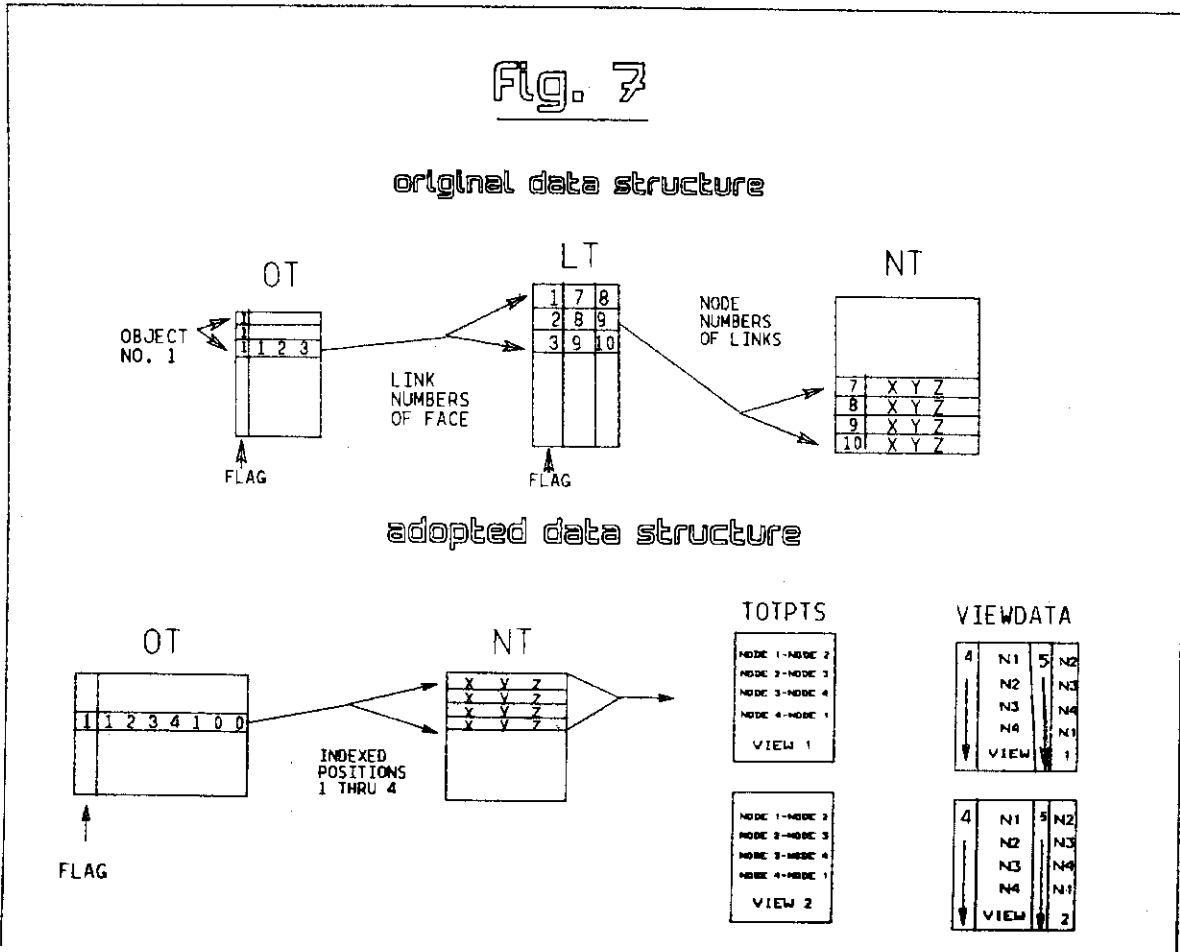 Fig. 7
original data structure
OT
LT
NT
OBJECT
NO. 1
1
1
1 1 2 3
FLAG
LINK
NUMBERS
OF FACE
1 7 8
2 8 9
3 9 10
FLAG
NODE
NUMBERS
OF LINKS
7 X Y Z
8 X Y Z
9 X Y Z
10 X Y Z
adopted data structure
OT
1 1 2 3 4 1 0 0
FLAG
INDEXED
POSITIONS
1 THRU 4
NT
X Y Z
X Y Z
X Y Z
X Y Z
TOTPTS
NODE 1-NODE 2
NODE 2-NODE 3
NODE 3-NODE 4
NODE 4-NODE 1
VIEW 1
NODE 1-NODE 2
NODE 2-NODE 3
NODE 3-NODE 4
NODE 4-NODE 1
VIEW 2
VIEWDATA
4 N1 5 N2
N2 N3
N3 N4
N4 N1
VIEW 1
4 N1 5 N2
N2 N3
N3 N4
N4 N1
VIEW 2